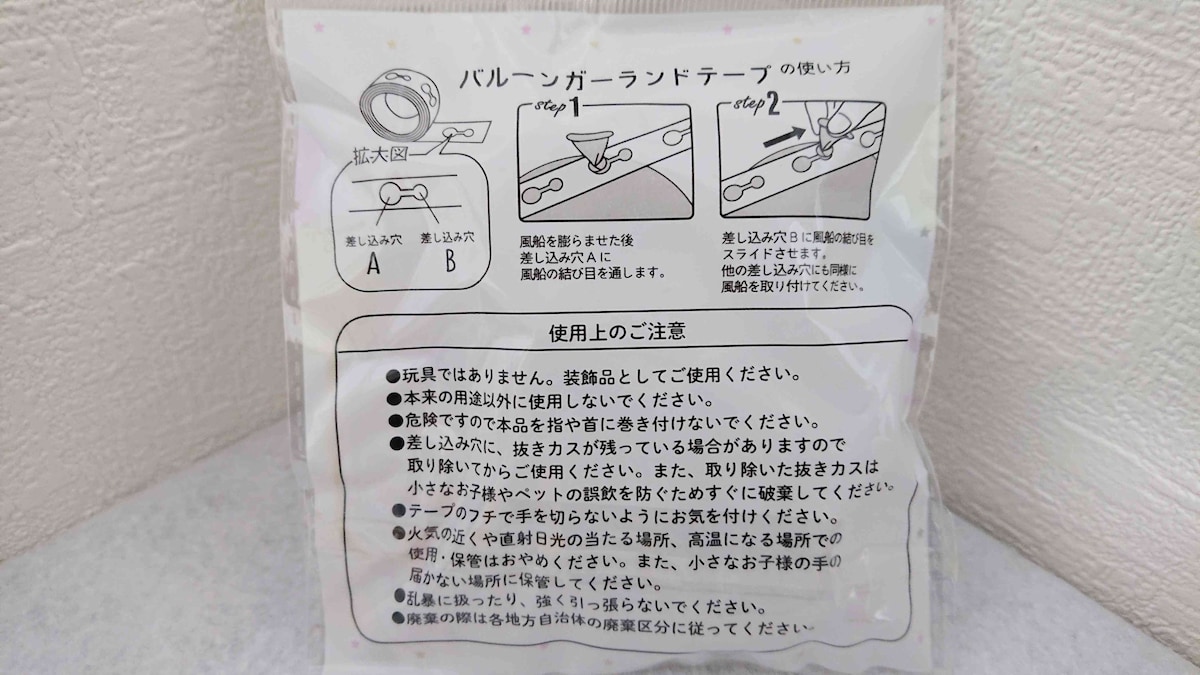 バルーンガーランドテープの使い方
拡大図
差し込み穴 A
差し込み穴 B
step 1
風船を膨らませた後
差し込み穴Aに
風船の結び目を通します。
step 2
差し込み穴Bに風船の結び目を
スライドさせます。
他の差し込み穴にも同様に
風船を取り付けてください。
使用上のご注意
●玩具ではありません。装飾品としてご使用ください。
●本来の用途以外に使用しないでください。
●危険ですので本品を指や首に巻き付けないでください。
●差し込み穴に、抜きカスが残っている場合がありますので
取り除いてからご使用ください。また、取り除いた抜きカスは
小さなお子様やペットの誤飲を防ぐためすぐに破棄してください。
●テープのフチで手を切らないようにお気を付けください。
●火気の近くや直射日光の当たる場所、高温になる場所での
使用・保管はおやめください。また、小さなお子様の手の
届かない場所に保管してください。
●乱暴に扱ったり、強く引っ張らないでください。
●廃棄の際は各地方自治体の廃棄区分に従ってください。